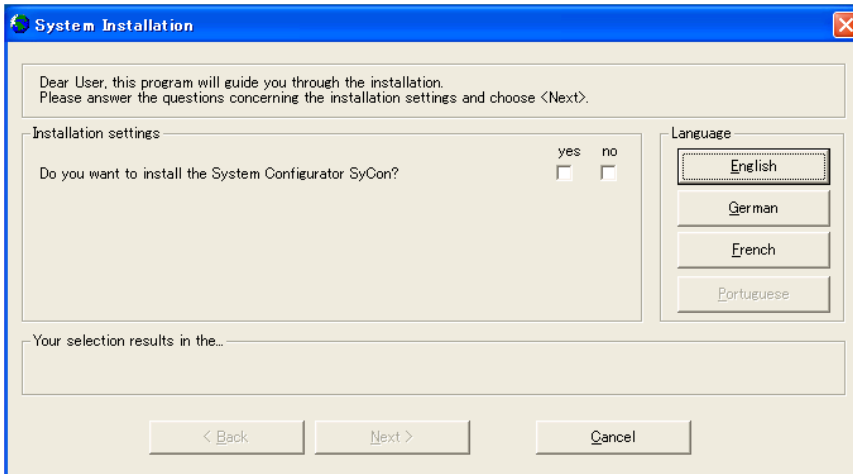 System Installation
Dear User, this program will guide you through the installation.
Please answer the questions concerning the installation settings and choose <Next>.
Installation settings
yes no
Do you want to install the System Configurator SyCon?
Language
English
German
French
Portuguese
Your selection results in the...
< Back
Next >
Cancel